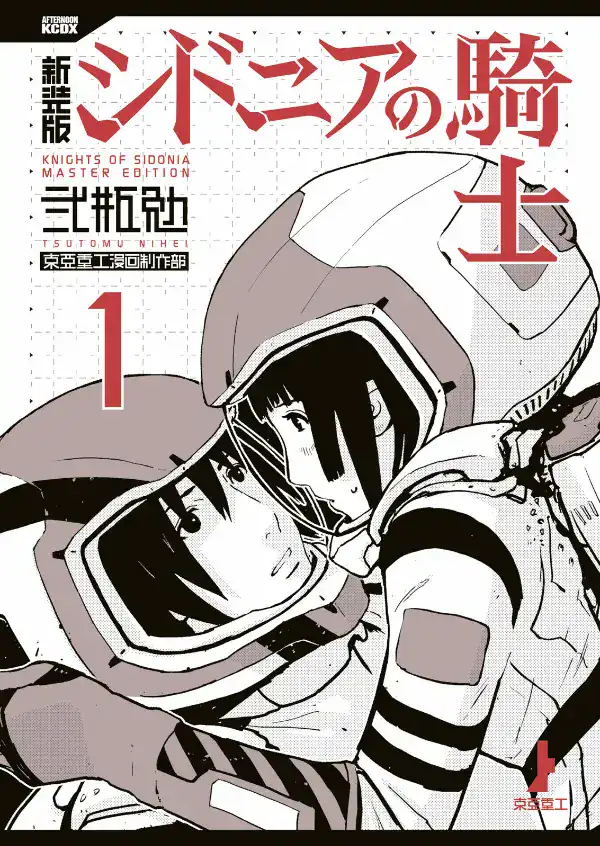 AFTERNOON
KCDX
新装版
シドニアの騎士
KNIGHTS OF SIDONIA
MASTER EDITION
弐瓶勉
TSUTOMU NIHEI
東亜重工漫画制作部
1
東亜重工